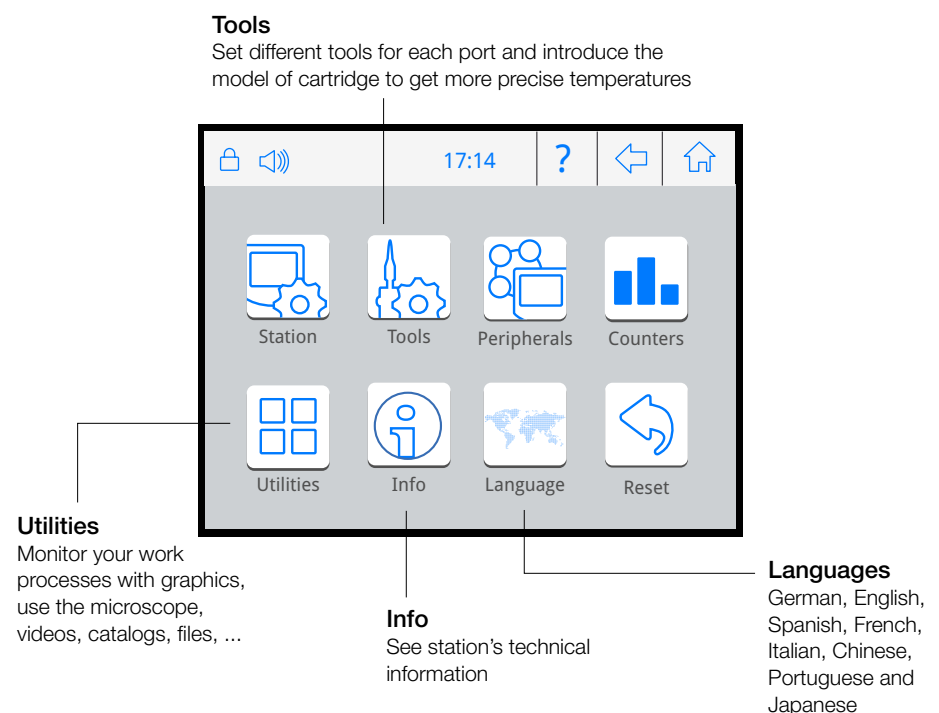 Tools
Set different tools for each port and introduce the
model of cartridge to get more precise temperatures
17:14 ?
Station Tools Peripherals Counters
Utilities Info Language Reset
Utilities
Monitor your work
processes with graphics,
use the microscope,
videos, catalogs, files, ...
Info
See station’s technical
information
Languages
German, English,
Spanish, French,
Italian, Chinese,
Portuguese and
Japanese